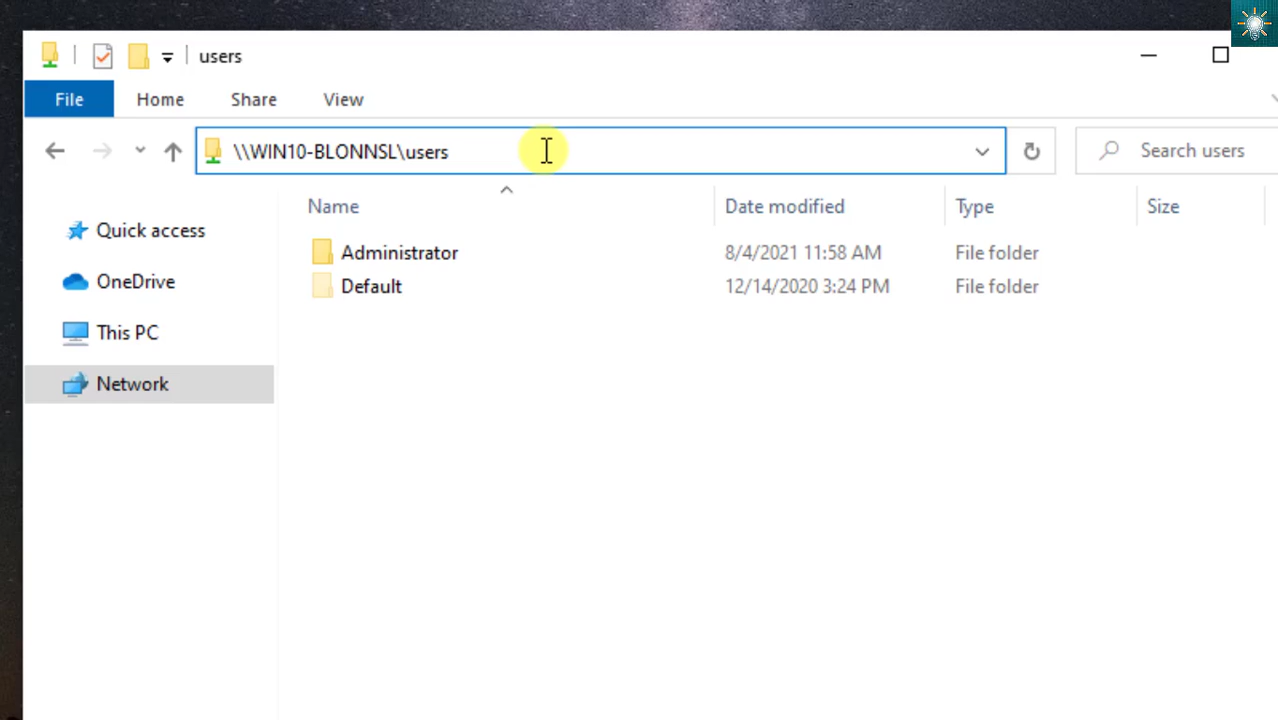 users
File Home Share View
\\WIN10-BLONNSL\users
Search users
Name Date modified Type Size
Quick access
Administrator 8/4/2021 11:58 AM File folder
OneDrive
Default 12/14/2020 3:24 PM File folder
This PC
Network